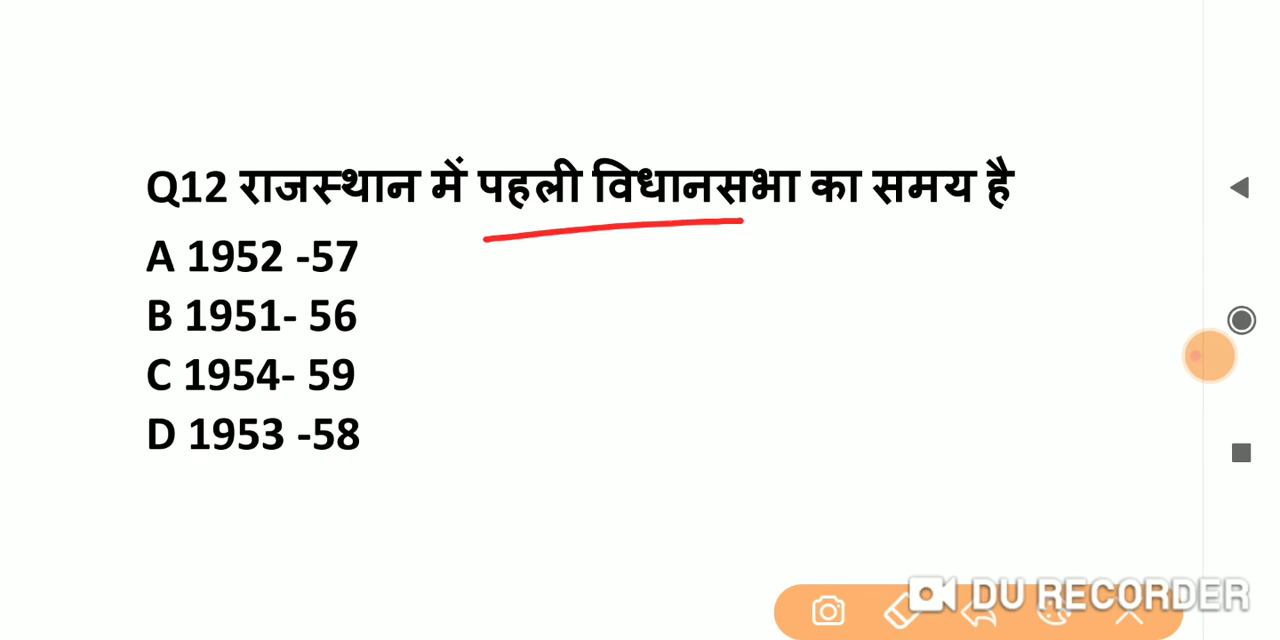 Q12 राजस्थान में पहली विधानसभा का समय है
A 1952 -57
B 1951- 56
C 1954- 59
D 1953 -58
DU RECORDER